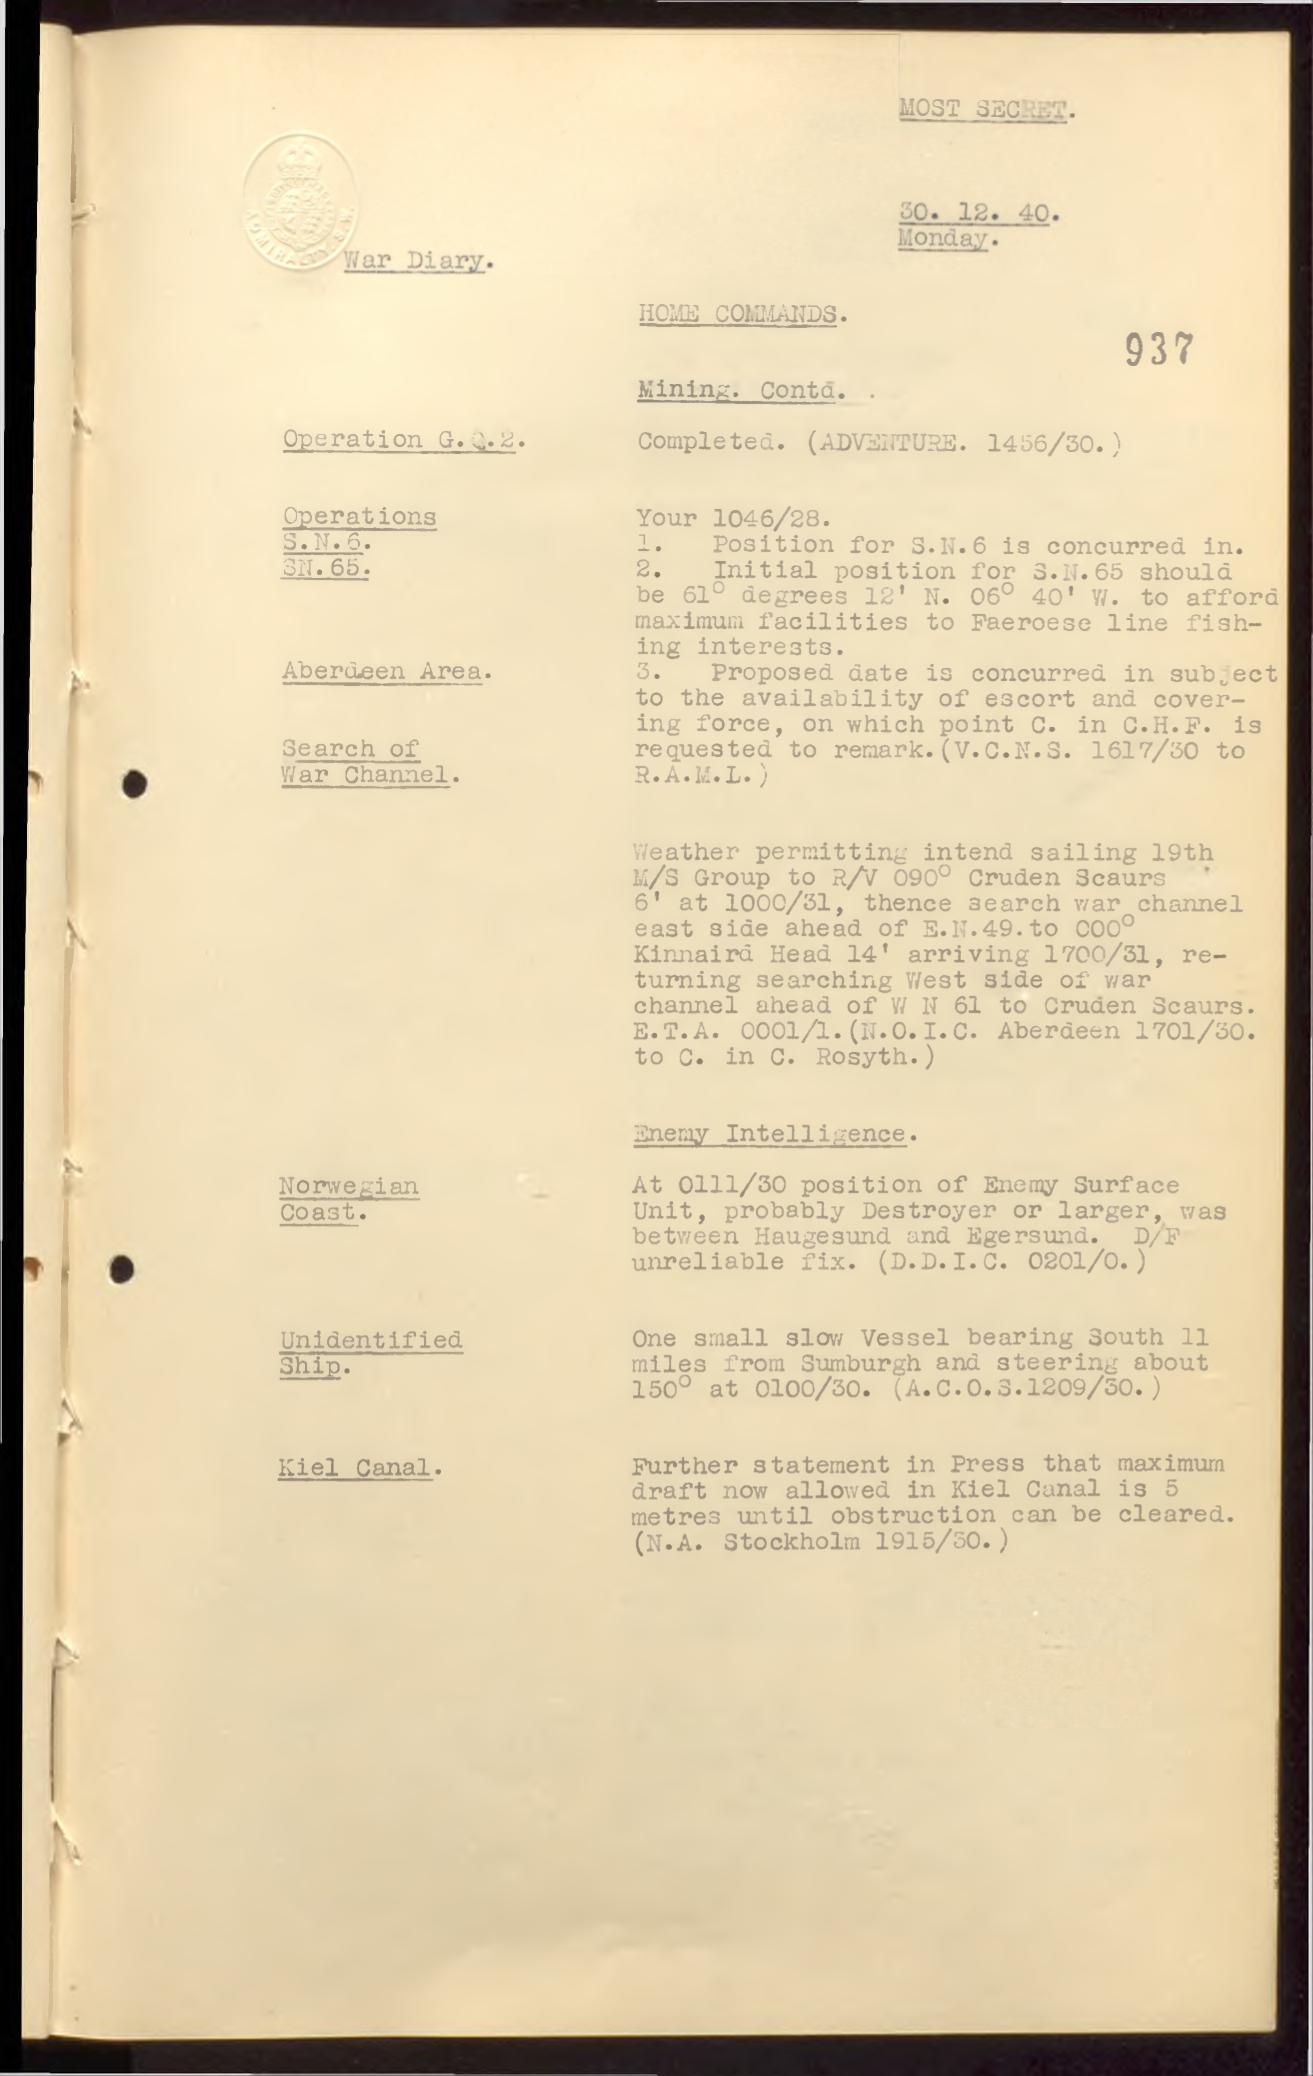 MOST SECRET.
30. 12. 40.
Monday.
ADMIRALTY. S.W.
War Diary.
HOME COMMANDS.
937
Mining. Contd.
Operation G.Q.2.
Completed. (ADVENTURE. 1456/30.)
Operations
S.N.6.
SN.65.
Your 1046/28.
1. Position for S.N.6 is concurred in.
2. Initial position for S.N.65 should
be 61° degrees 12' N. 06° 40' W. to afford
maximum facilities to Faeroese line fish-
ing interests.
Aberdeen Area.
3. Proposed date is concurred in subject
to the availability of escort and cover-
ing force, on which point C. in C.H.F. is
Search of
War Channel.
requested to remark.(V.C.N.S. 1617/30 to
R.A.M.L.)
Weather permitting intend sailing 19th
M/S Group to R/V 090° Cruden Scaurs
6' at 1000/31, thence search war channel
east side ahead of E.N.49.to 000°
Kinnaird Head 14' arriving 1700/31, re-
turning searching West side of war
channel ahead of W N 61 to Cruden Scaurs.
E.T.A. 0001/1.(N.O.I.C. Aberdeen 1701/30.
to C. in C. Rosyth.)
Enemy Intelligence.
Norwegian
Coast.
At 0111/30 position of Enemy Surface
Unit, probably Destroyer or larger, was
between Haugesund and Egersund. D/F
unreliable fix. (D.D.I.C. 0201/0.)
Unidentified
Ship.
One small slow Vessel bearing South 11
miles from Sumburgh and steering about
150° at 0100/30. (A.C.O.S.1209/30.)
Kiel Canal.
Further statement in Press that maximum
draft now allowed in Kiel Canal is 5
metres until obstruction can be cleared.
(N.A. Stockholm 1915/30.)